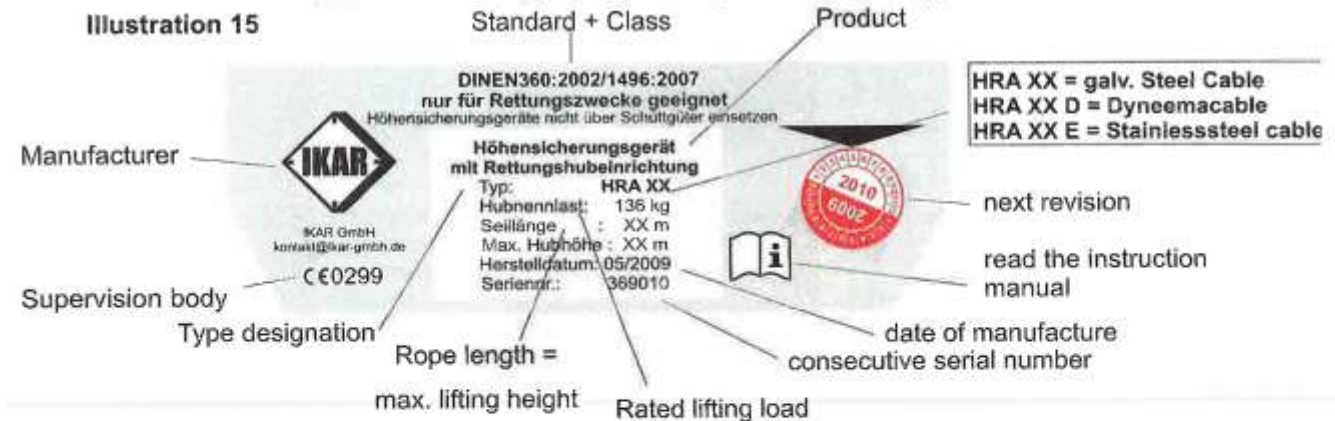 Illustration 15
Standard + Class
Product
DINEN360:2002/1496:2007
nur für Rettungszwecke geeignet
Höhensicherungsgeräte nicht über Schüttgüter einsetzen
HRA XX = galv. Steel Cable
HRA XX D = Dyneemacable
HRA XX E = Stainlesssteel cable
Manufacturer
IKAR
Höhensicherungsgerät
mit Rettungshubeinrichtung
Typ: HRA XX
Hubnennlast: 136 kg
Seillänge : XX m
Max. Hubhöhe : XX m
Herstelldatum: 05/2009
Seriennr.: 369010
2010
2009
next revision
IKAR GmbH
kontakt@ikar-gmbh.de
CE0299
i
read the instruction
manual
Supervision body
Type designation
Rope length =
max. lifting height
Rated lifting load
date of manufacture
consecutive serial number